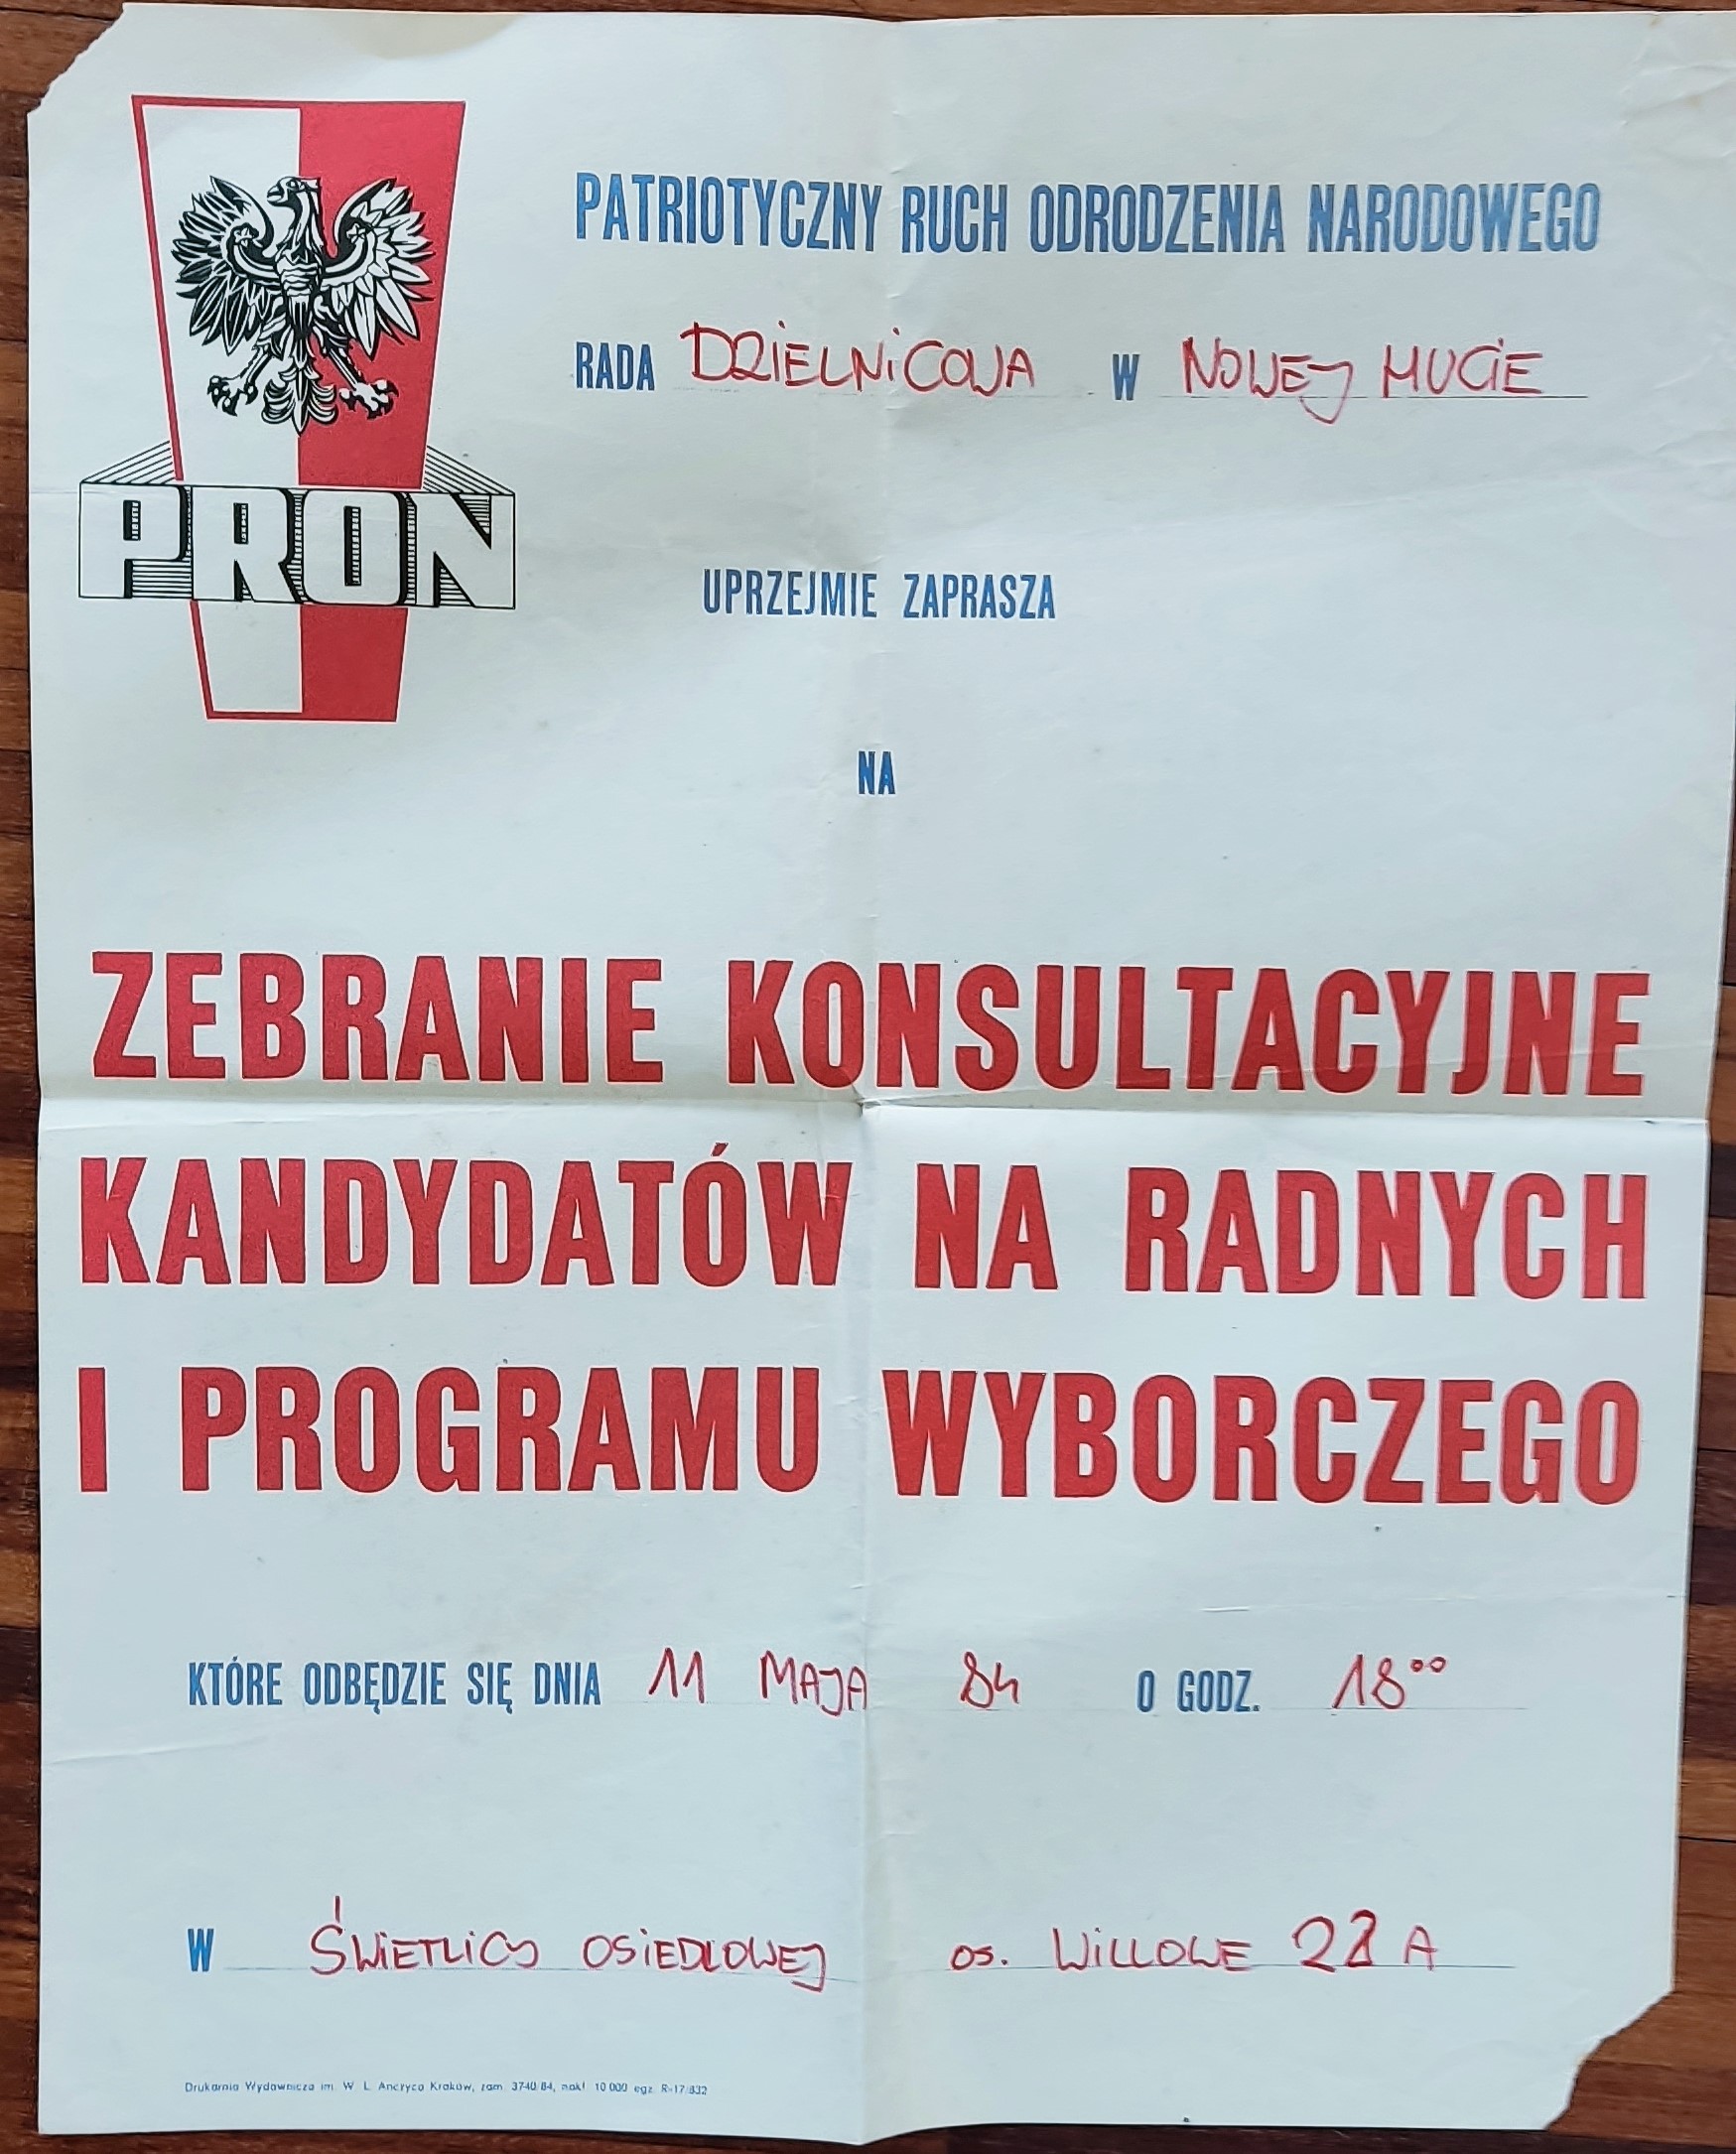 PATRIOTYCZNY RUCH ODRODZENIA NARODOWEGO
RADA DZIELNICOWA W NOWEJ HUCIE
PRON
UPRZEJMIE ZAPRASZA
NA
ZEBRANIE KONSULTACYJNE
KANDYDATÓW NA RADNYCH
I PROGRAMU WYBORCZEGO
KTÓRE ODBĘDZIE SIĘ DNIA 11 MAJA 84 O GODZ. 18⁰⁰
W ŚWIETLICY OSIEDLOWEJ OS. WILLOWE A
Drukarnia Wydawnicza im. W. L. Anczyca Kraków, zam. 3740/84, nakł. 10 000 egz. R-17/832